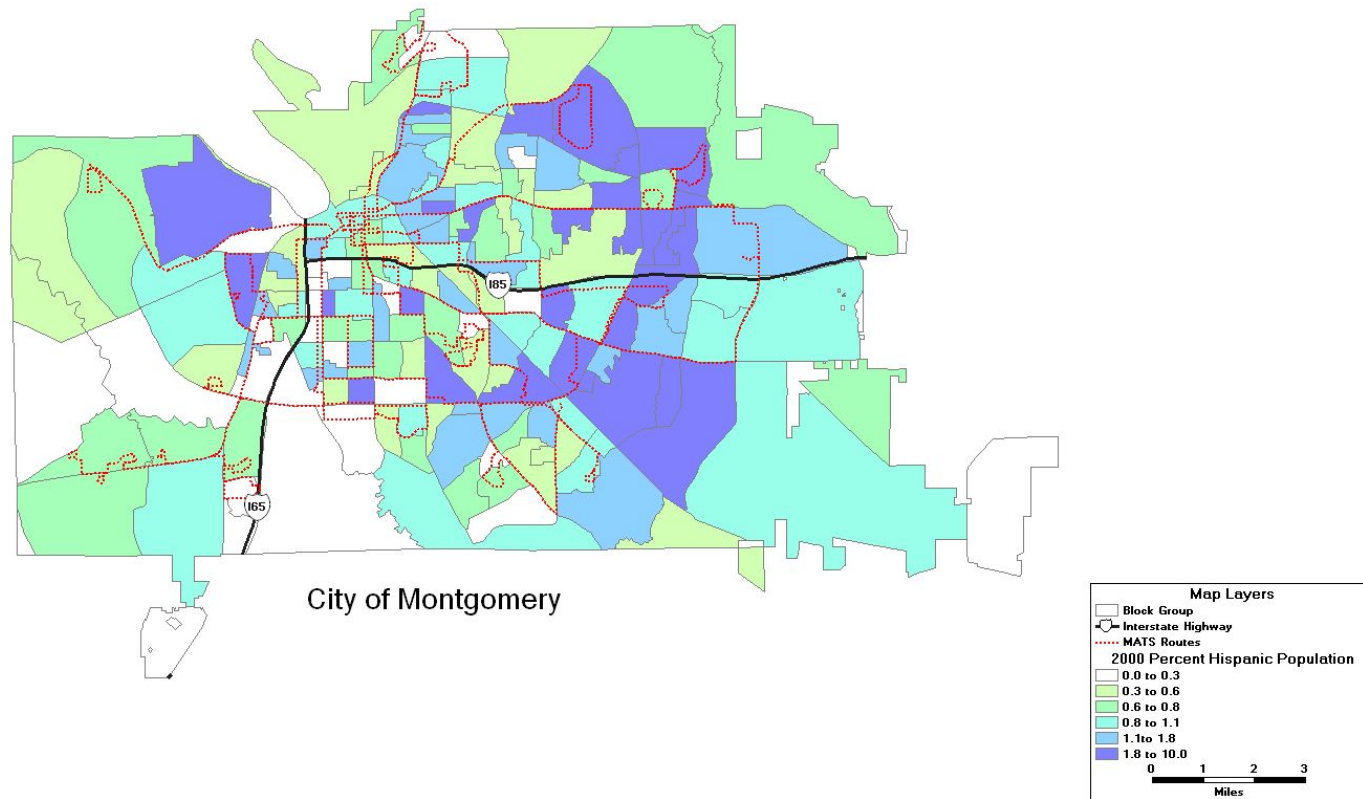 I85
I65
City of Montgomery
Map Layers
Block Group
Interstate Highway
MATS Routes
2000 Percent Hispanic Population
0.0 to 0.3
0.3 to 0.6
0.6 to 0.8
0.8 to 1.1
1.1to 1.8
1.8 to 10.0
0 1 2 3
Miles